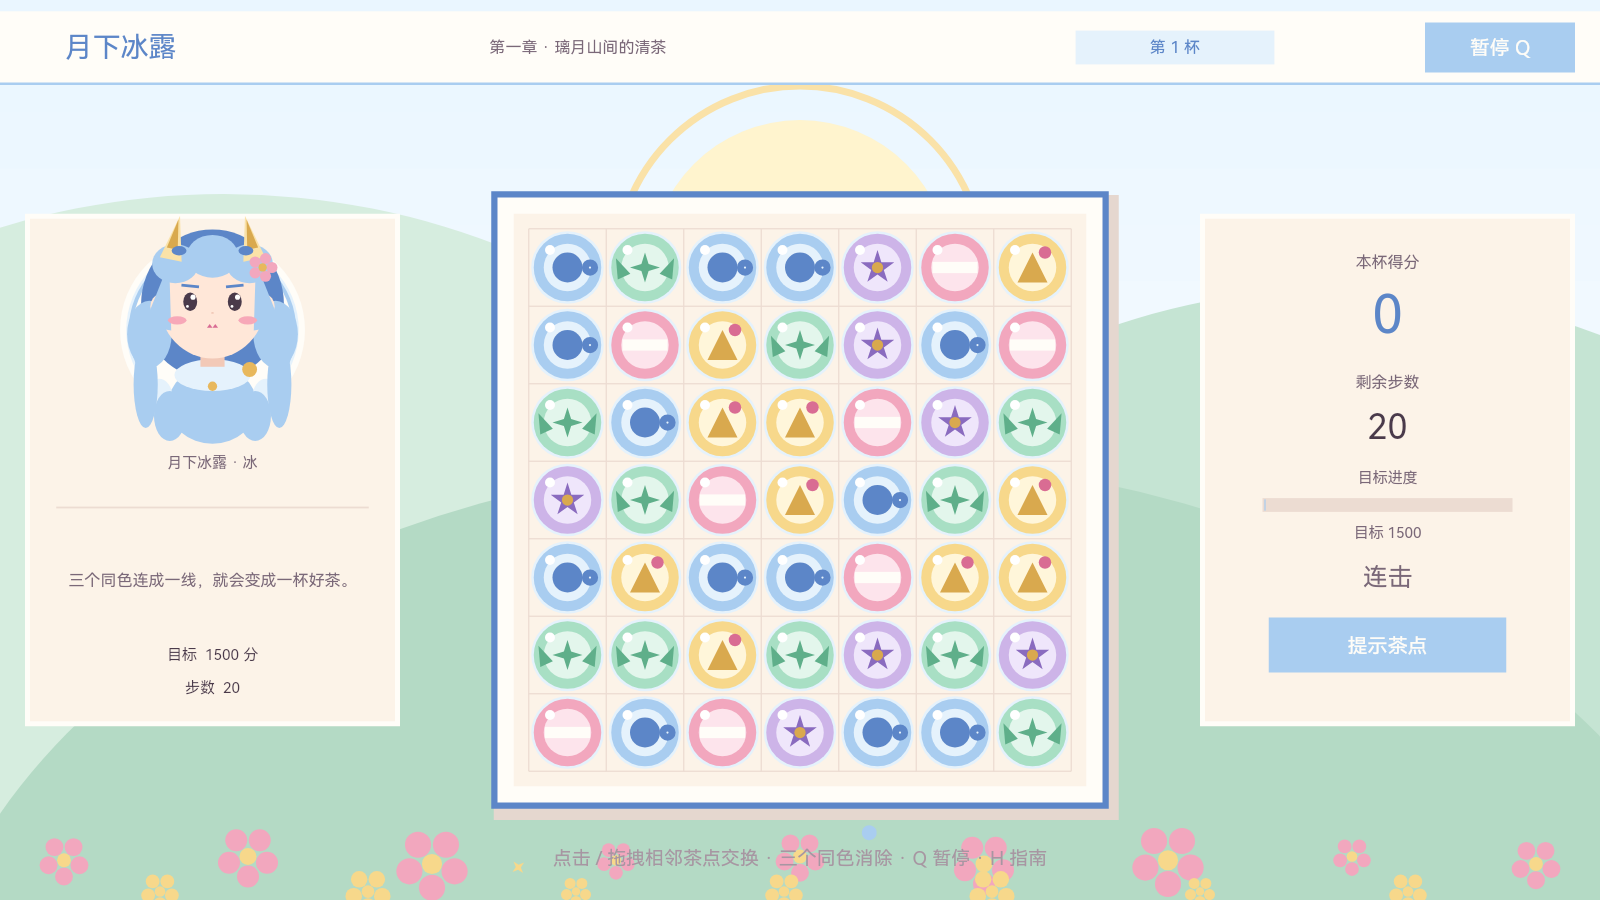 月下冰露
第一章 · 璃月山间的清茶
第 1 杯
暂停 Q
月下冰露 · 冰
三个同色连成一线，就会变成一杯好茶。
目标 1500 分
步数 20
本杯得分
0
剩余步数
20
目标进度
目标 1500
连击
提示茶点
点击 / 拖拽相邻茶点交换 · 三个同色消除 · Q 暂停 · H 指南